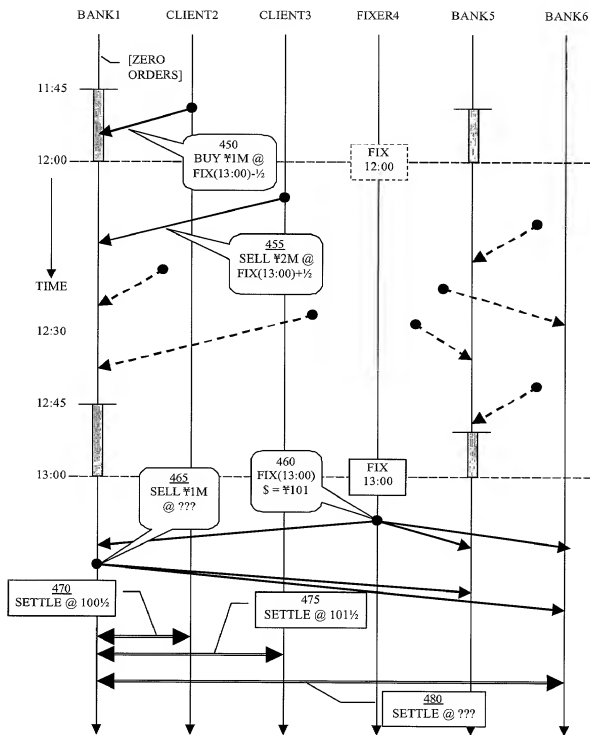 BANK1 CLIENT2 CLIENT3 FIXER4 BANK5 BANK6
[ZERO
ORDERS]
11:45
450
BUY ¥1M @
FIX(13:00)-½
FIX
12:00
12:00
455
SELL ¥2M @
FIX(13:00)+½
TIME
12:30
12:45
460
FIX(13:00)
$ = ¥101
FIX
13:00
13:00
465
SELL ¥1M
@ ???
470
SETTLE @ 100½
475
SETTLE @ 101½
480
SETTLE @ ???